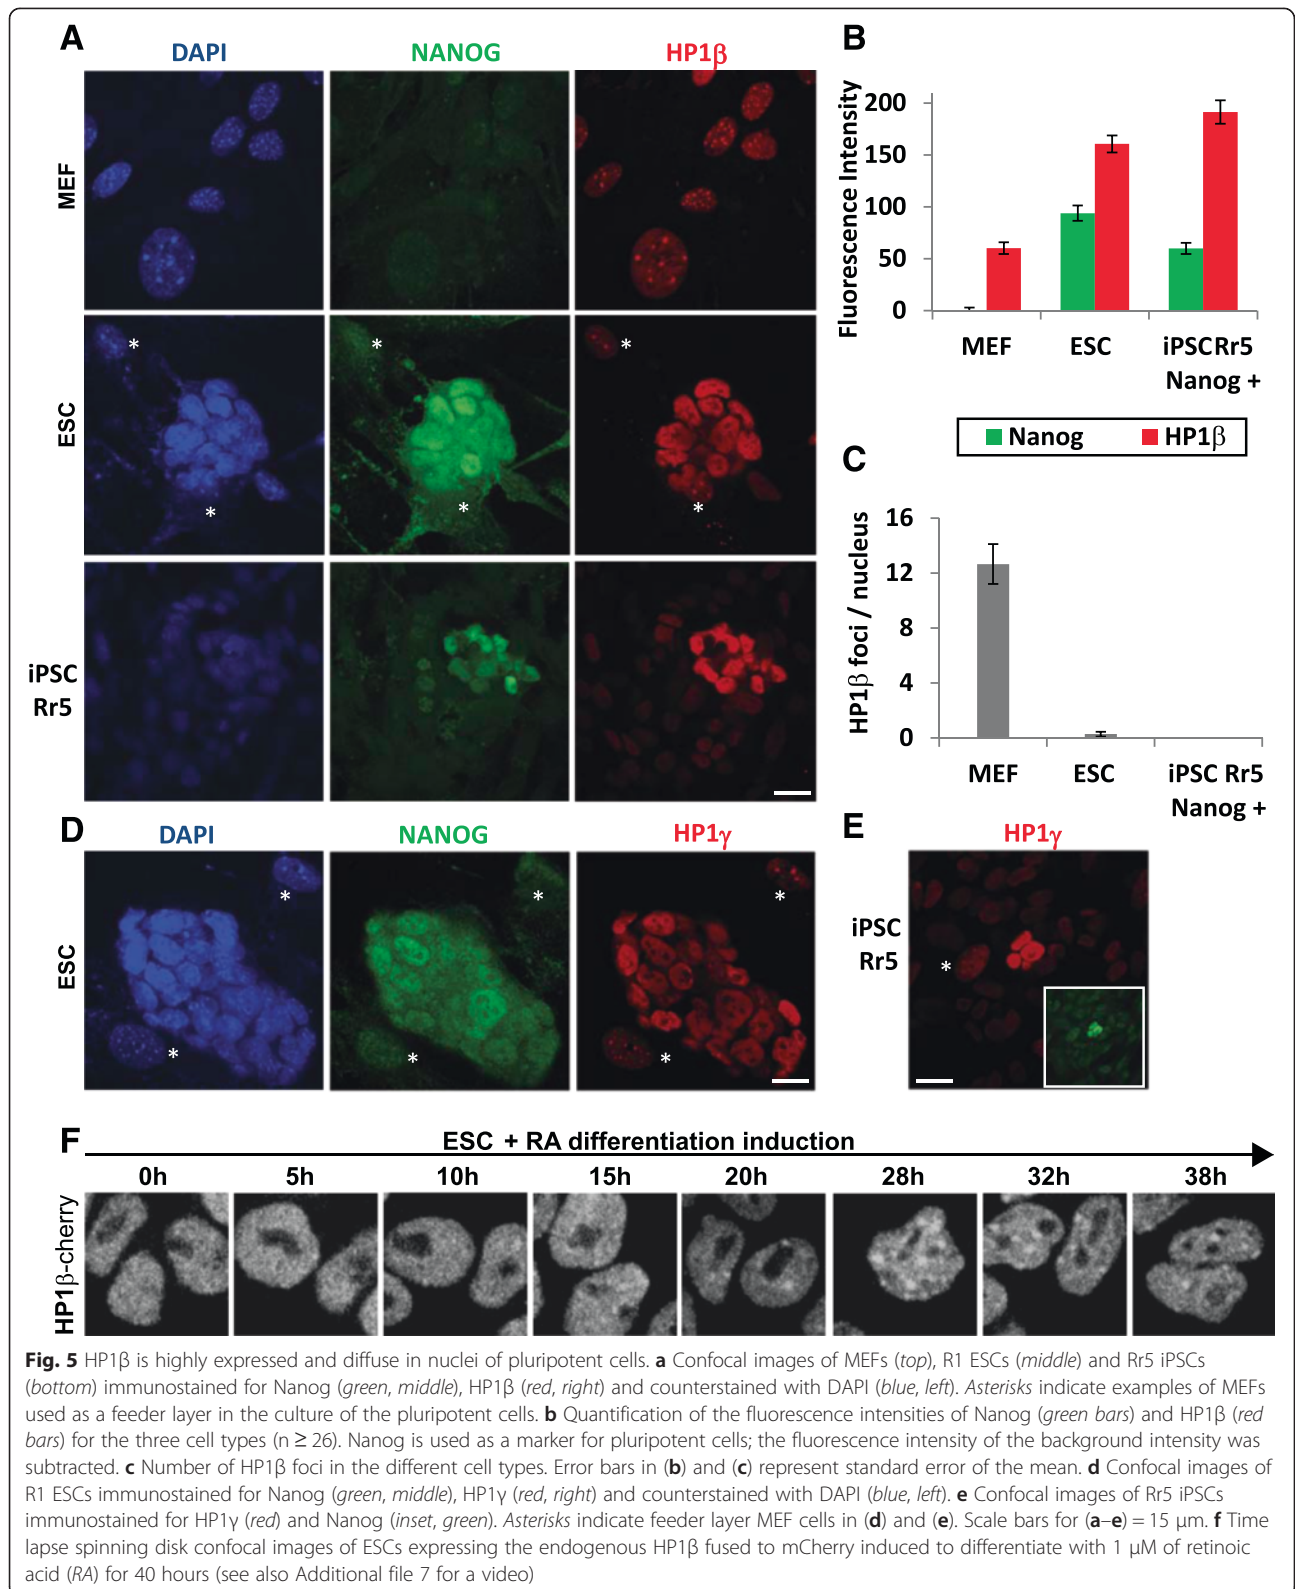 A
DAPI
NANOG
HP1β
MEF
ESC
*
*
*
*
*
*
iPSC
Rr5
B
Fluorescence Intensity
200
150
100
50
0
MEF
ESC
iPSCRr5
Nanog +
Nanog
HP1β
C
HP1β foci / nucleus
16
12
8
4
0
MEF
ESC
iPSC Rr5
Nanog +
D
DAPI
NANOG
HP1γ
ESC
*
*
*
*
*
*
E
HP1γ
iPSC
Rr5
*
F
ESC + RA differentiation induction
0h
5h
10h
15h
20h
28h
32h
38h
HP1β-cherry
Fig. 5 HP1β is highly expressed and diffuse in nuclei of pluripotent cells. a Confocal images of MEFs (top), R1 ESCs (middle) and Rr5 iPSCs
(bottom) immunostained for Nanog (green, middle), HP1β (red, right) and counterstained with DAPI (blue, left). Asterisks indicate examples of MEFs
used as a feeder layer in the culture of the pluripotent cells. b Quantification of the fluorescence intensities of Nanog (green bars) and HP1β (red
bars) for the three cell types (n ≥ 26). Nanog is used as a marker for pluripotent cells; the fluorescence intensity of the background intensity was
subtracted. c Number of HP1β foci in the different cell types. Error bars in (b) and (c) represent standard error of the mean. d Confocal images of
R1 ESCs immunostained for Nanog (green, middle), HP1γ (red, right) and counterstained with DAPI (blue, left). e Confocal images of Rr5 iPSCs
immunostained for HP1γ (red) and Nanog (inset, green). Asterisks indicate feeder layer MEF cells in (d) and (e). Scale bars for (a–e) = 15 μm. f Time
lapse spinning disk confocal images of ESCs expressing the endogenous HP1β fused to mCherry induced to differentiate with 1 μM of retinoic
acid (RA) for 40 hours (see also Additional file 7 for a video)